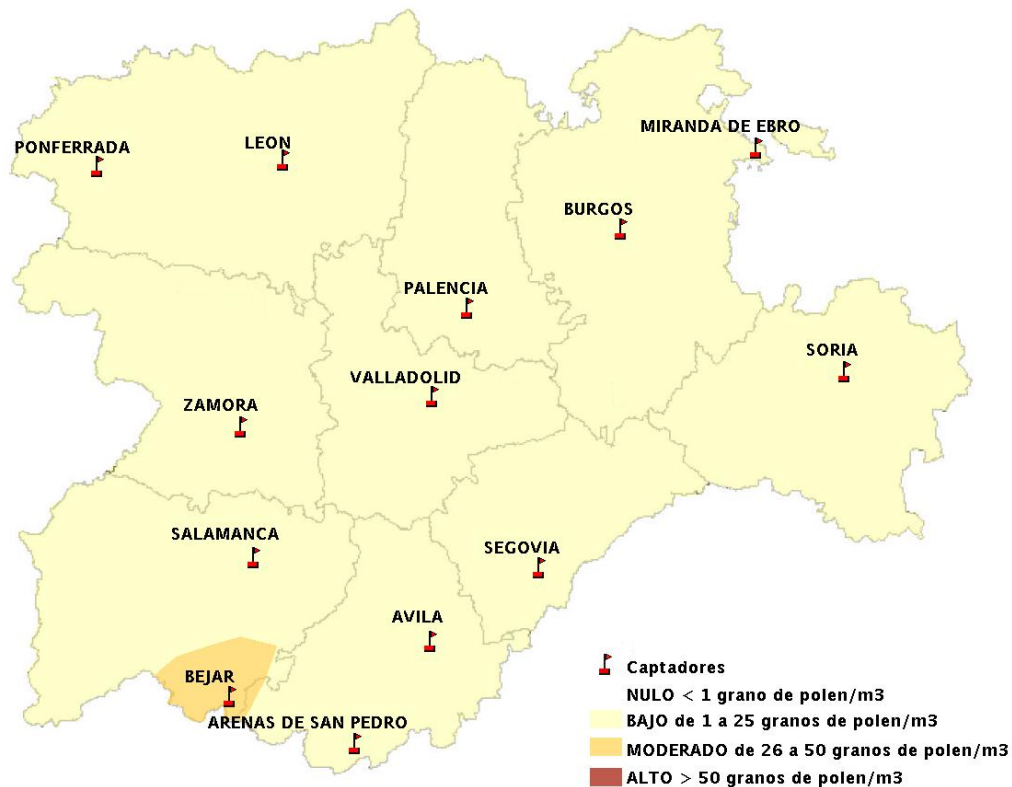 MIRANDA DE EBRO
PONFERRADA
LEON
BURGOS
PALENCIA
SORIA
VALLADOLID
ZAMORA
SALAMANCA
SEGOVIA
AVILA
BEJAR
ARENAS DE SAN PEDRO
Captadores
NULO < 1 grano de polen/m3
BAJO de 1 a 25 granos de polen/m3
MODERADO de 26 a 50 granos de polen/m3
ALTO > 50 granos de polen/m3